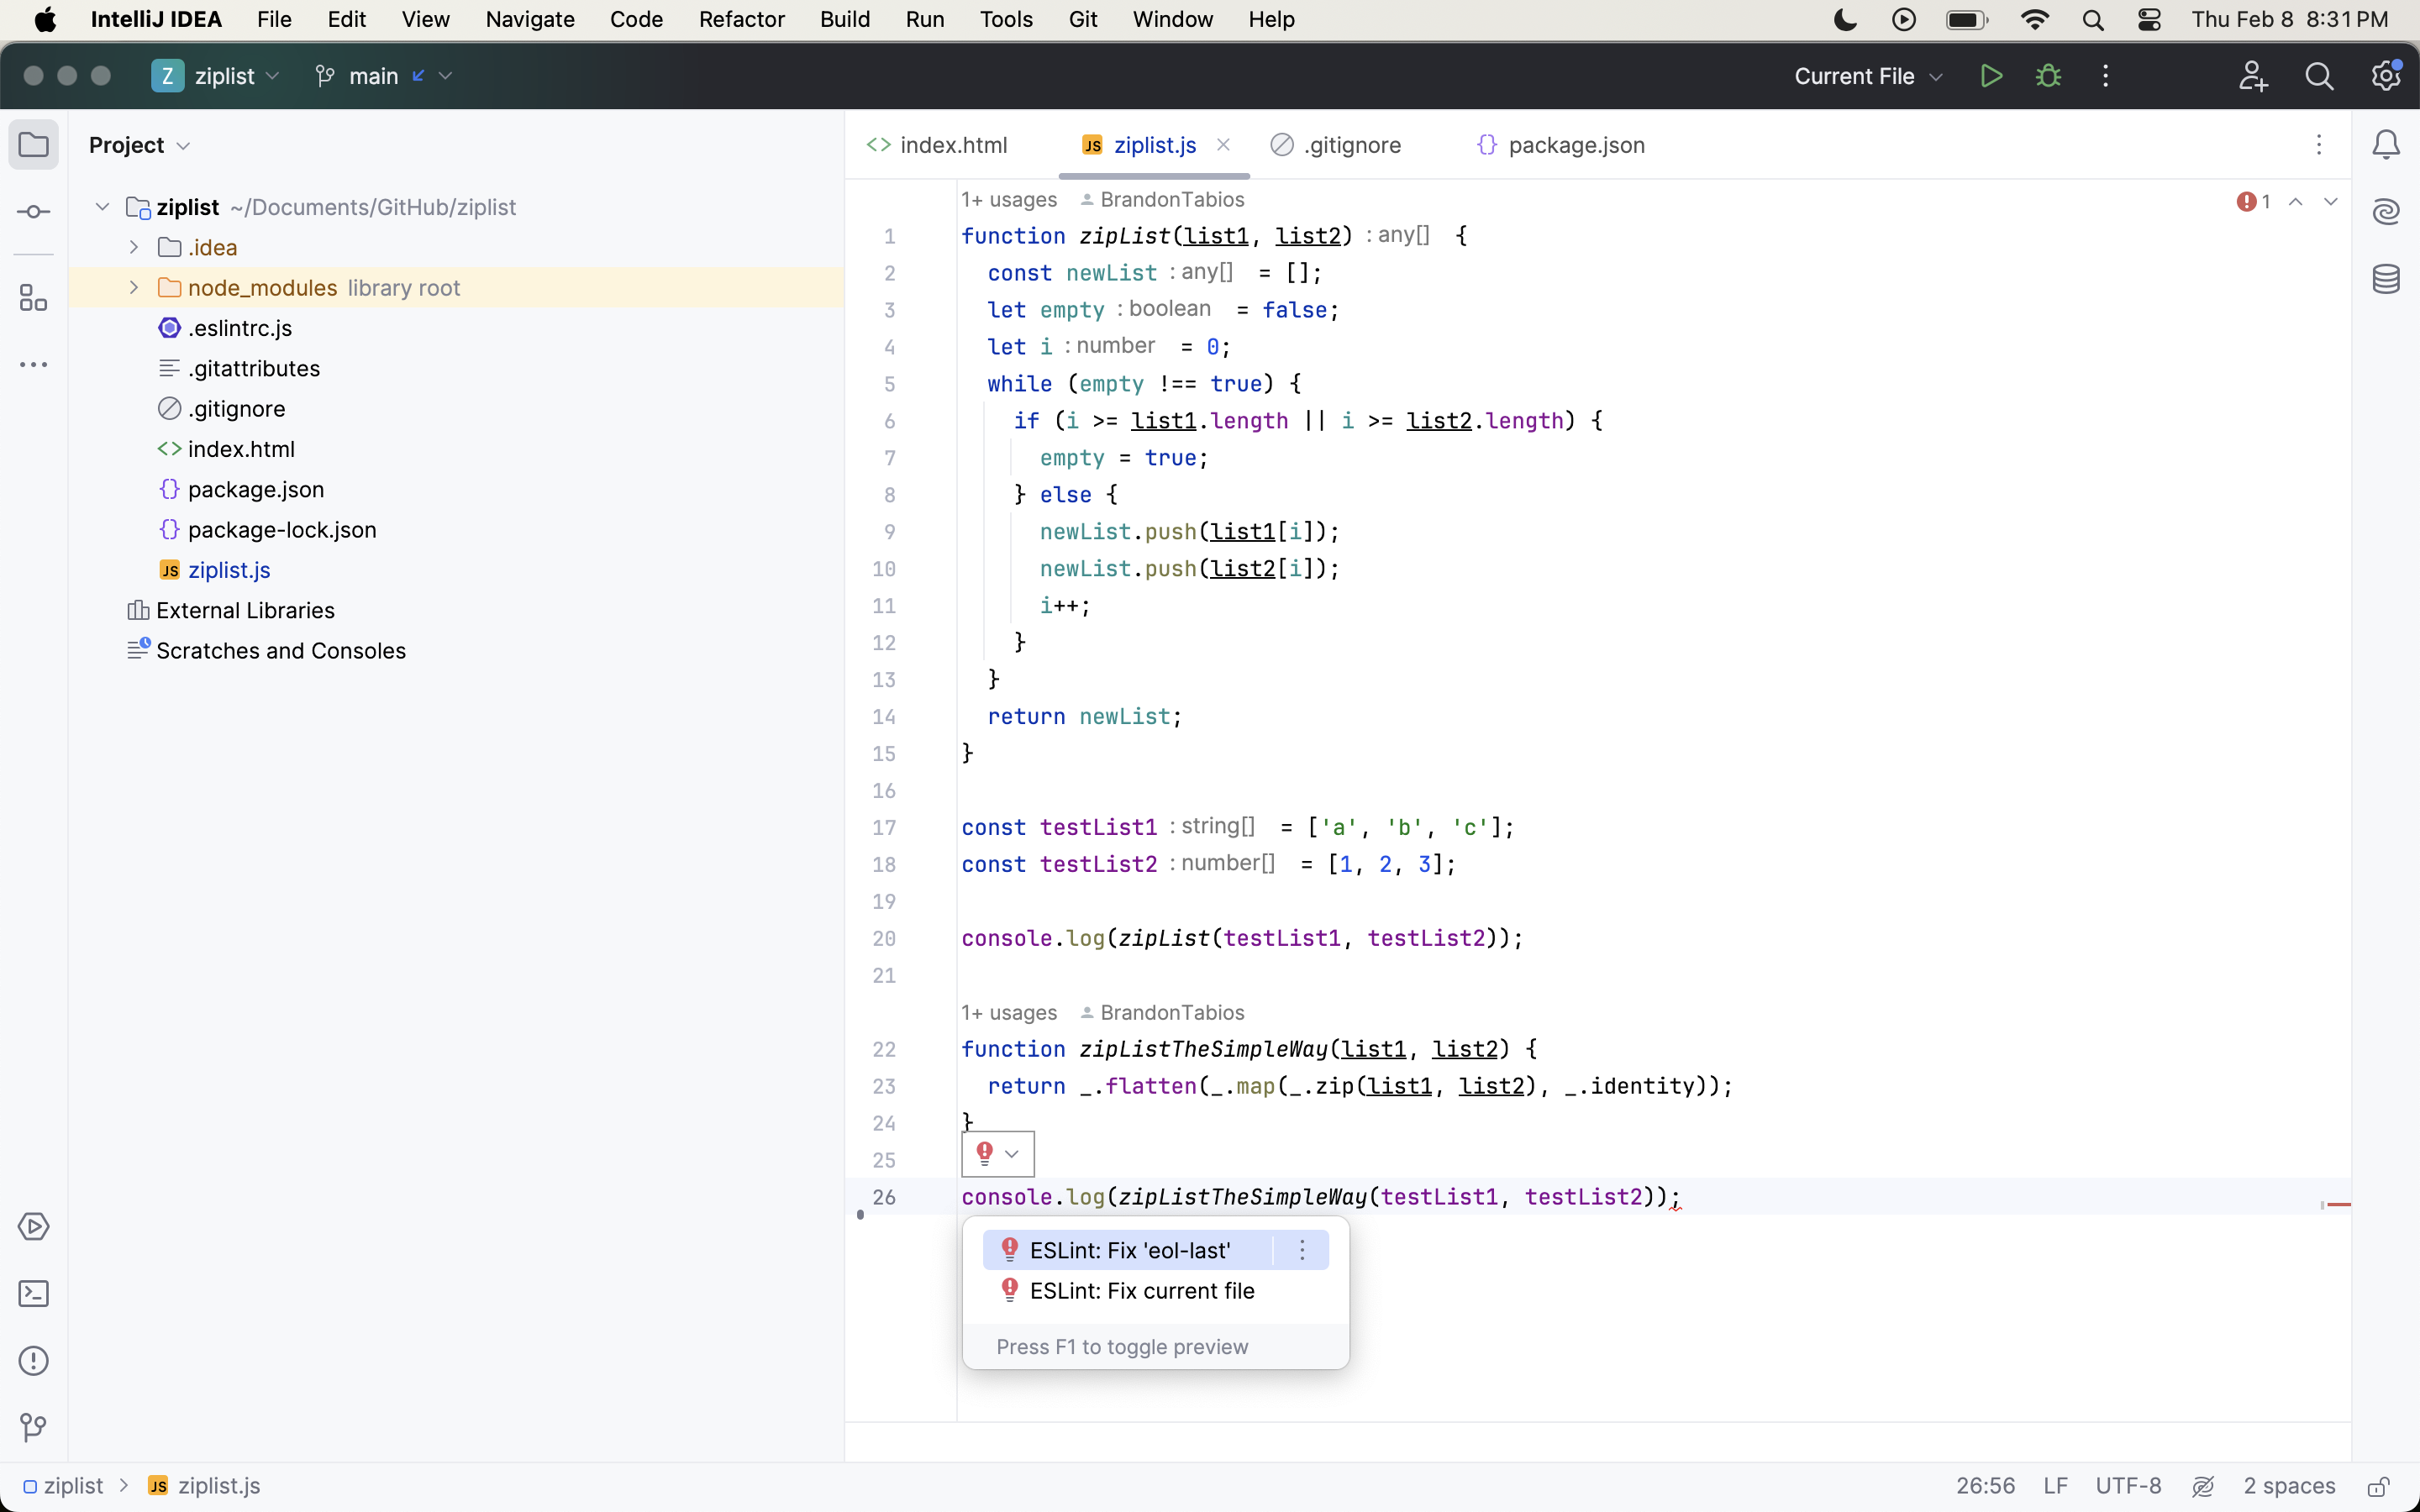 IntelliJ IDEA File Edit View Navigate Code Refactor Build Run Tools Git Window Help Thu Feb 8 8:31 PM
Z ziplist main Current File
Project
ziplist ~/Documents/GitHub/ziplist
.idea
node_modules library root
.eslintrc.js
.gitattributes
.gitignore
<> index.html
{} package.json
{} package-lock.json
JS ziplist.js
External Libraries
Scratches and Consoles
<> index.html JS ziplist.js .gitignore {} package.json
1+ usages BrandonTabios 1
1 function zipList(list1, list2) : any[] {
2 const newList : any[] = [];
3 let empty : boolean = false;
4 let i : number = 0;
5 while (empty !== true) {
6 if (i >= list1.length || i >= list2.length) {
7 empty = true;
8 } else {
9 newList.push(list1[i]);
10 newList.push(list2[i]);
11 i++;
12 }
13 }
14 return newList;
15 }
16
17 const testList1 : string[] = ['a', 'b', 'c'];
18 const testList2 : number[] = [1, 2, 3];
19
20 console.log(zipList(testList1, testList2));
21
1+ usages BrandonTabios
22 function zipListTheSimpleWay(list1, list2) {
23 return _.flatten(_.map(_.zip(list1, list2), _.identity));
24 }
25
26 console.log(zipListTheSimpleWay(testList1, testList2));
ESLint: Fix 'eol-last'
ESLint: Fix current file
Press F1 to toggle preview
ziplist > JS ziplist.js 26:56 LF UTF-8 2 spaces